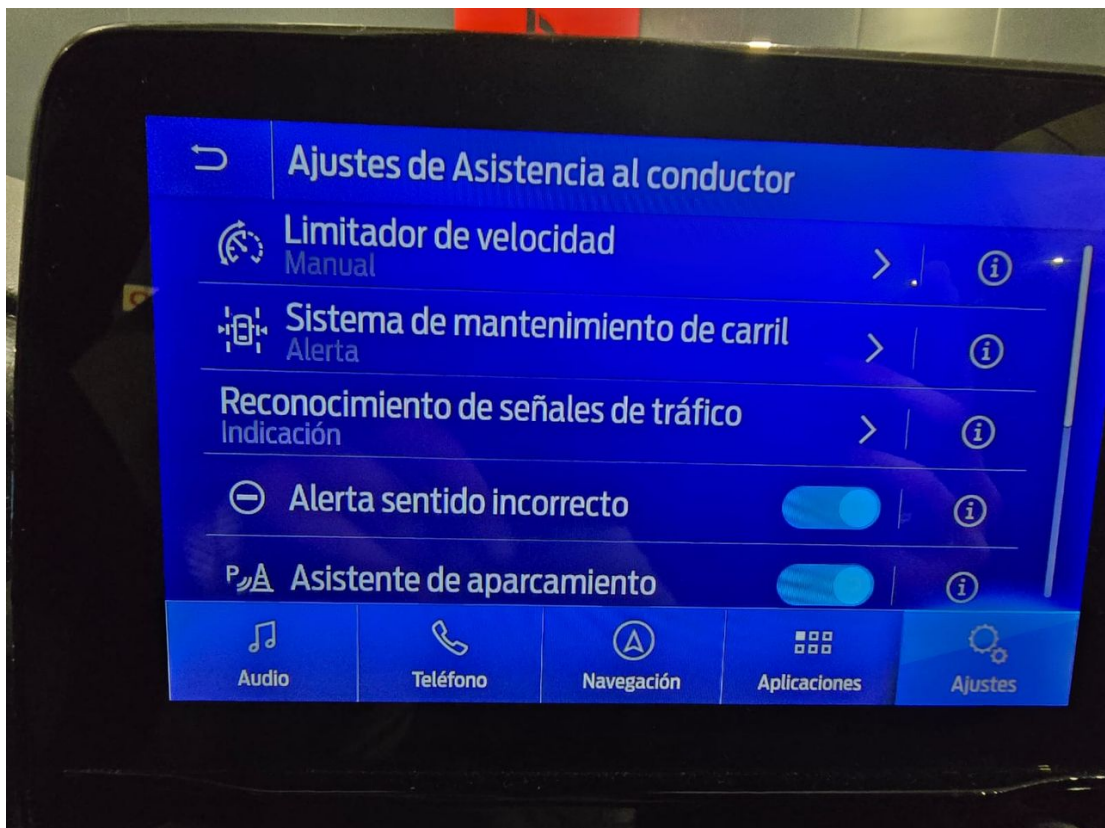 Ajustes de Asistencia al conductor
Limitador de velocidad
Manual
Sistema de mantenimiento de carril
Alerta
Reconocimiento de señales de tráfico
Indicación
Alerta sentido incorrecto
Asistente de aparcamiento
Audio
Teléfono
Navegación
Aplicaciones
Ajustes